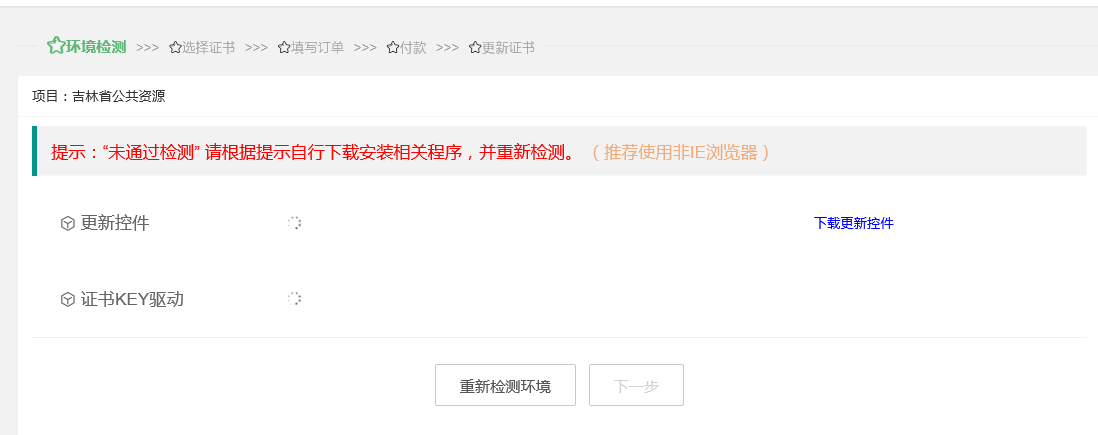 环境检测 >>> 选择证书 >>> 填写订单 >>> 付款 >>> 更新证书
项目：吉林省公共资源
提示：“未通过检测” 请根据提示自行下载安装相关程序，并重新检测。 （推荐使用非IE浏览器）
更新控件 下载更新控件
证书KEY驱动
重新检测环境 下一步